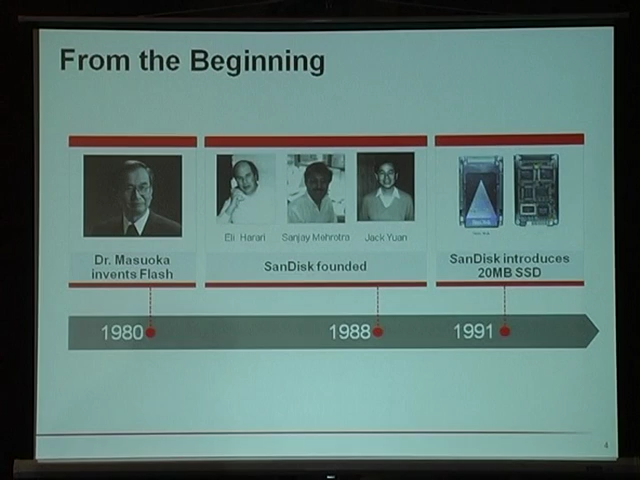 From the Beginning
Eli Harari
Sanjay Mehrotra
Jack Yuan
Dr. Masuoka
invents Flash
SanDisk founded
SanDisk introduces
20MB SSD
1980
1988
1991
4